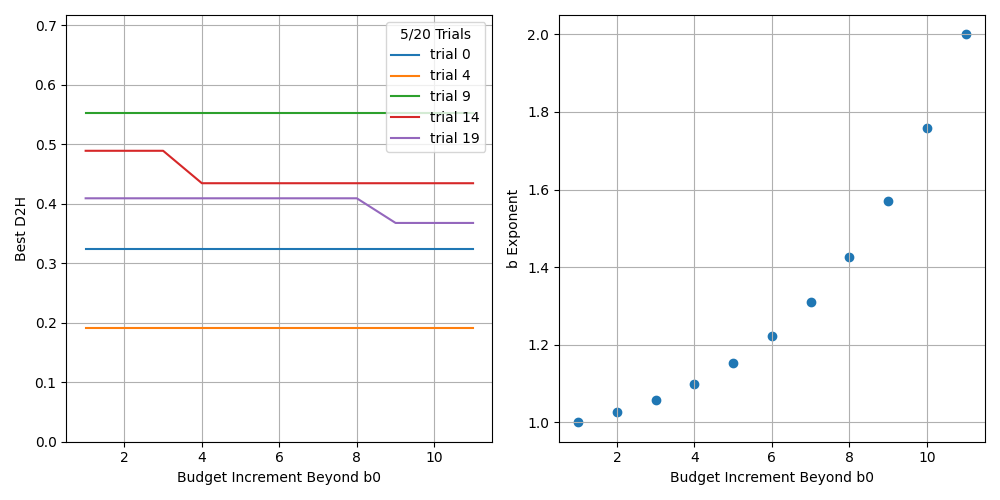 0.7
0.6
0.5
0.4
0.3
0.2
0.1
0.0
2
4
6
8
10
Best D2H
Budget Increment Beyond b0
5/20 Trials
trial 0
trial 4
trial 9
trial 14
trial 19
2.0
1.8
1.6
1.4
1.2
1.0
2
4
6
8
10
b Exponent
Budget Increment Beyond b0